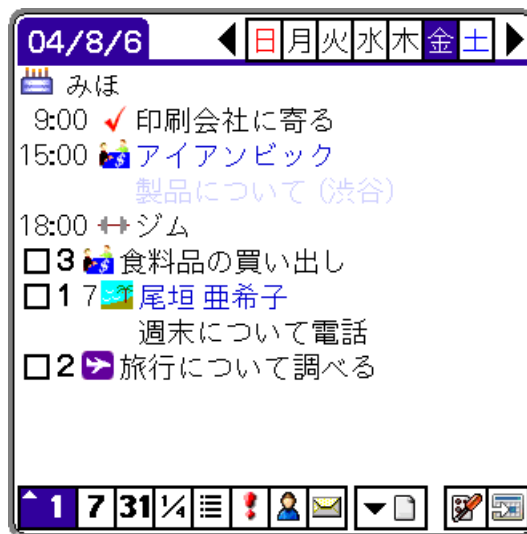 04/8/6 日 月 火 水 木 金 土
みほ
9:00 印刷会社に寄る
15:00 アイアンビック
製品について (渋谷)
18:00 ジム
3 食料品の買い出し
1 7 尾垣 亜希子
週末について電話
2 旅行について調べる
1 7 31 1/4